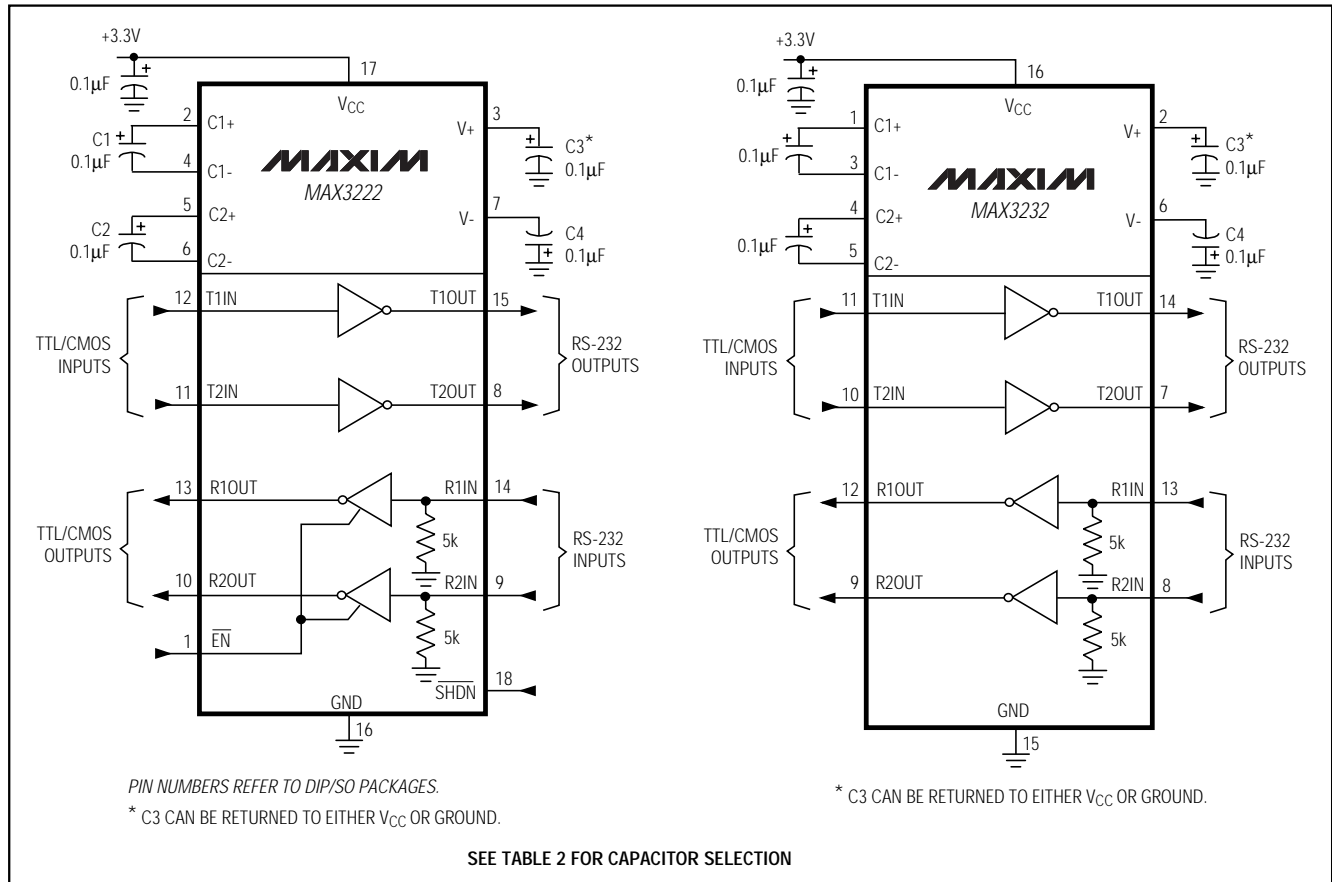 +3.3V
0.1µF
17
VCC
2
C1+
C1
0.1µF
4
C1-
5
C2+
C2
0.1µF
6
C2-
V+
3
C3*
0.1µF
V-
7
C4
0.1µF
MAXIM
MAX3222
TTL/CMOS
INPUTS
12
T1IN
T1OUT
15
11
T2IN
T2OUT
8
RS-232
OUTPUTS
TTL/CMOS
OUTPUTS
13
R1OUT
R1IN
14
5k
10
R2OUT
R2IN
9
5k
RS-232
INPUTS
1
EN
SHDN
18
GND
16
PIN NUMBERS REFER TO DIP/SO PACKAGES.
* C3 CAN BE RETURNED TO EITHER VCC OR GROUND.
+3.3V
0.1µF
16
VCC
1
C1+
0.1µF
3
C1-
4
C2+
0.1µF
5
C2-
V+
2
C3*
0.1µF
V-
6
C4
0.1µF
MAXIM
MAX3232
TTL/CMOS
INPUTS
11
T1IN
T1OUT
14
10
T2IN
T2OUT
7
RS-232
OUTPUTS
TTL/CMOS
OUTPUTS
12
R1OUT
R1IN
13
5k
9
R2OUT
R2IN
8
5k
RS-232
INPUTS
GND
15
* C3 CAN BE RETURNED TO EITHER VCC OR GROUND.
SEE TABLE 2 FOR CAPACITOR SELECTION